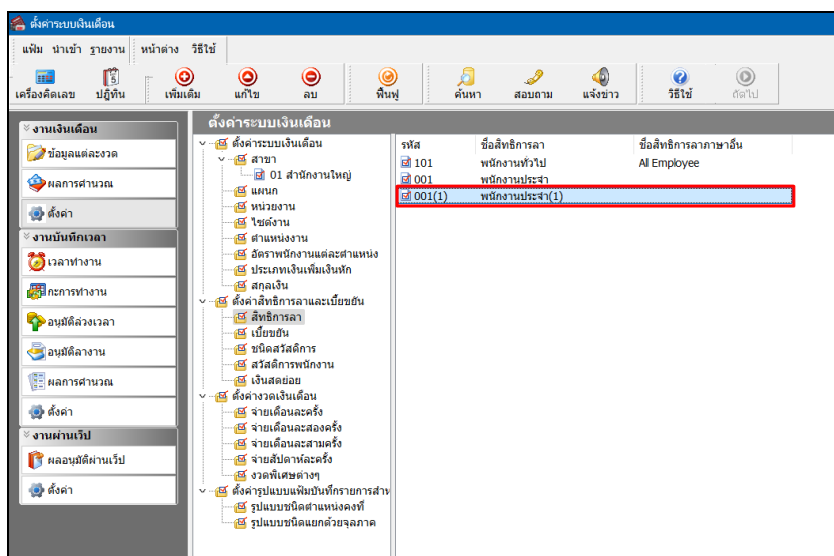 ตั้งค่าระบบเงินเดือน
แฟ้ม นำเข้า รายงาน หน้าต่าง วิธีใช้
เครื่องคิดเลข ปฏิทิน เพิ่มเติม แก้ไข ลบ ฟื้นฟู ค้นหา สอบถาม แจ้งข่าว วิธีใช้ ถัดไป
งานเงินเดือน
ข้อมูลแต่ละงวด
ผลการคำนวณ
ตั้งค่า
งานบันทึกเวลา
เวลาทำงาน
กะการทำงาน
อนุมัติล่วงเวลา
อนุมัติลางาน
ผลการคำนวณ
ตั้งค่า
งานผ่านเว็ป
ผลอนุมัติผ่านเว็ป
ตั้งค่า
ตั้งค่าระบบเงินเดือน
ตั้งค่าระบบเงินเดือน
สาขา
01 สำนักงานใหญ่
แผนก
หน่วยงาน
ไซต์งาน
ตำแหน่งงาน
อัตราพนักงานแต่ละตำแหน่ง
ประเภทเงินเพิ่มเงินหัก
สกุลเงิน
ตั้งค่าสิทธิการลาและเบี้ยขยัน
สิทธิการลา
เบี้ยขยัน
ชนิดสวัสดิการ
สวัสดิการพนักงาน
เงินสดย่อย
ตั้งค่างวดเงินเดือน
จ่ายเดือนละครั้ง
จ่ายเดือนละสองครั้ง
จ่ายเดือนละสามครั้ง
จ่ายสัปดาห์ละครั้ง
งวดพิเศษต่างๆ
ตั้งค่ารูปแบบแฟ้มบันทึกรายการสำห
รูปแบบชนิดตำแหน่งคงที่
รูปแบบชนิดแยกด้วยจุลภาค
รหัส ชื่อสิทธิการลา ชื่อสิทธิการลาภาษาอื่น
101 พนักงานทั่วไป All Employee
001 พนักงานประจำ
001(1) พนักงานประจำ(1)